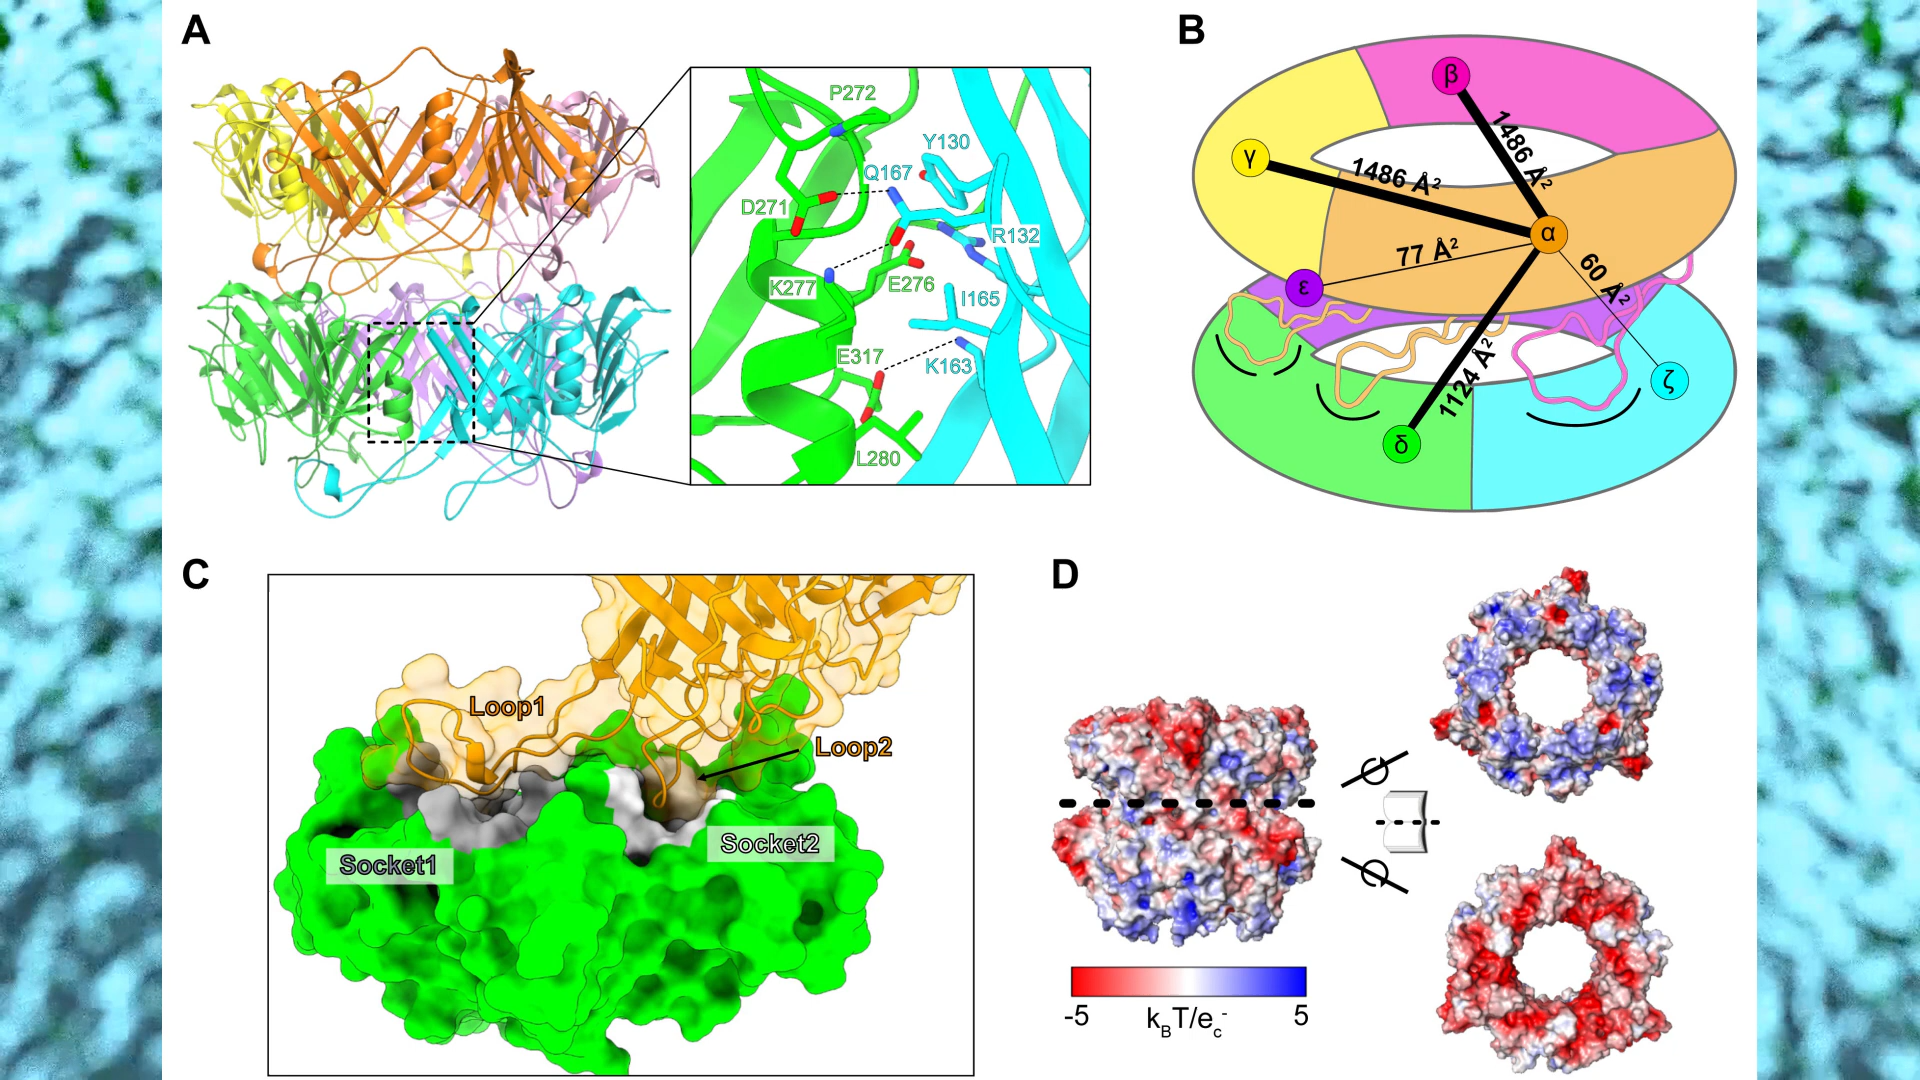 A
P272
Y130
Q167
D271
R132
K277
E276
I165
E317
K163
L280
B
β
1486 Å²
γ
1486 Å²
α
77 Å²
60 Å²
ε
1124 Å²
ζ
δ
C
Loop1
Loop2
Socket2
Socket1
D
-5
k_BT/e_c^-
5